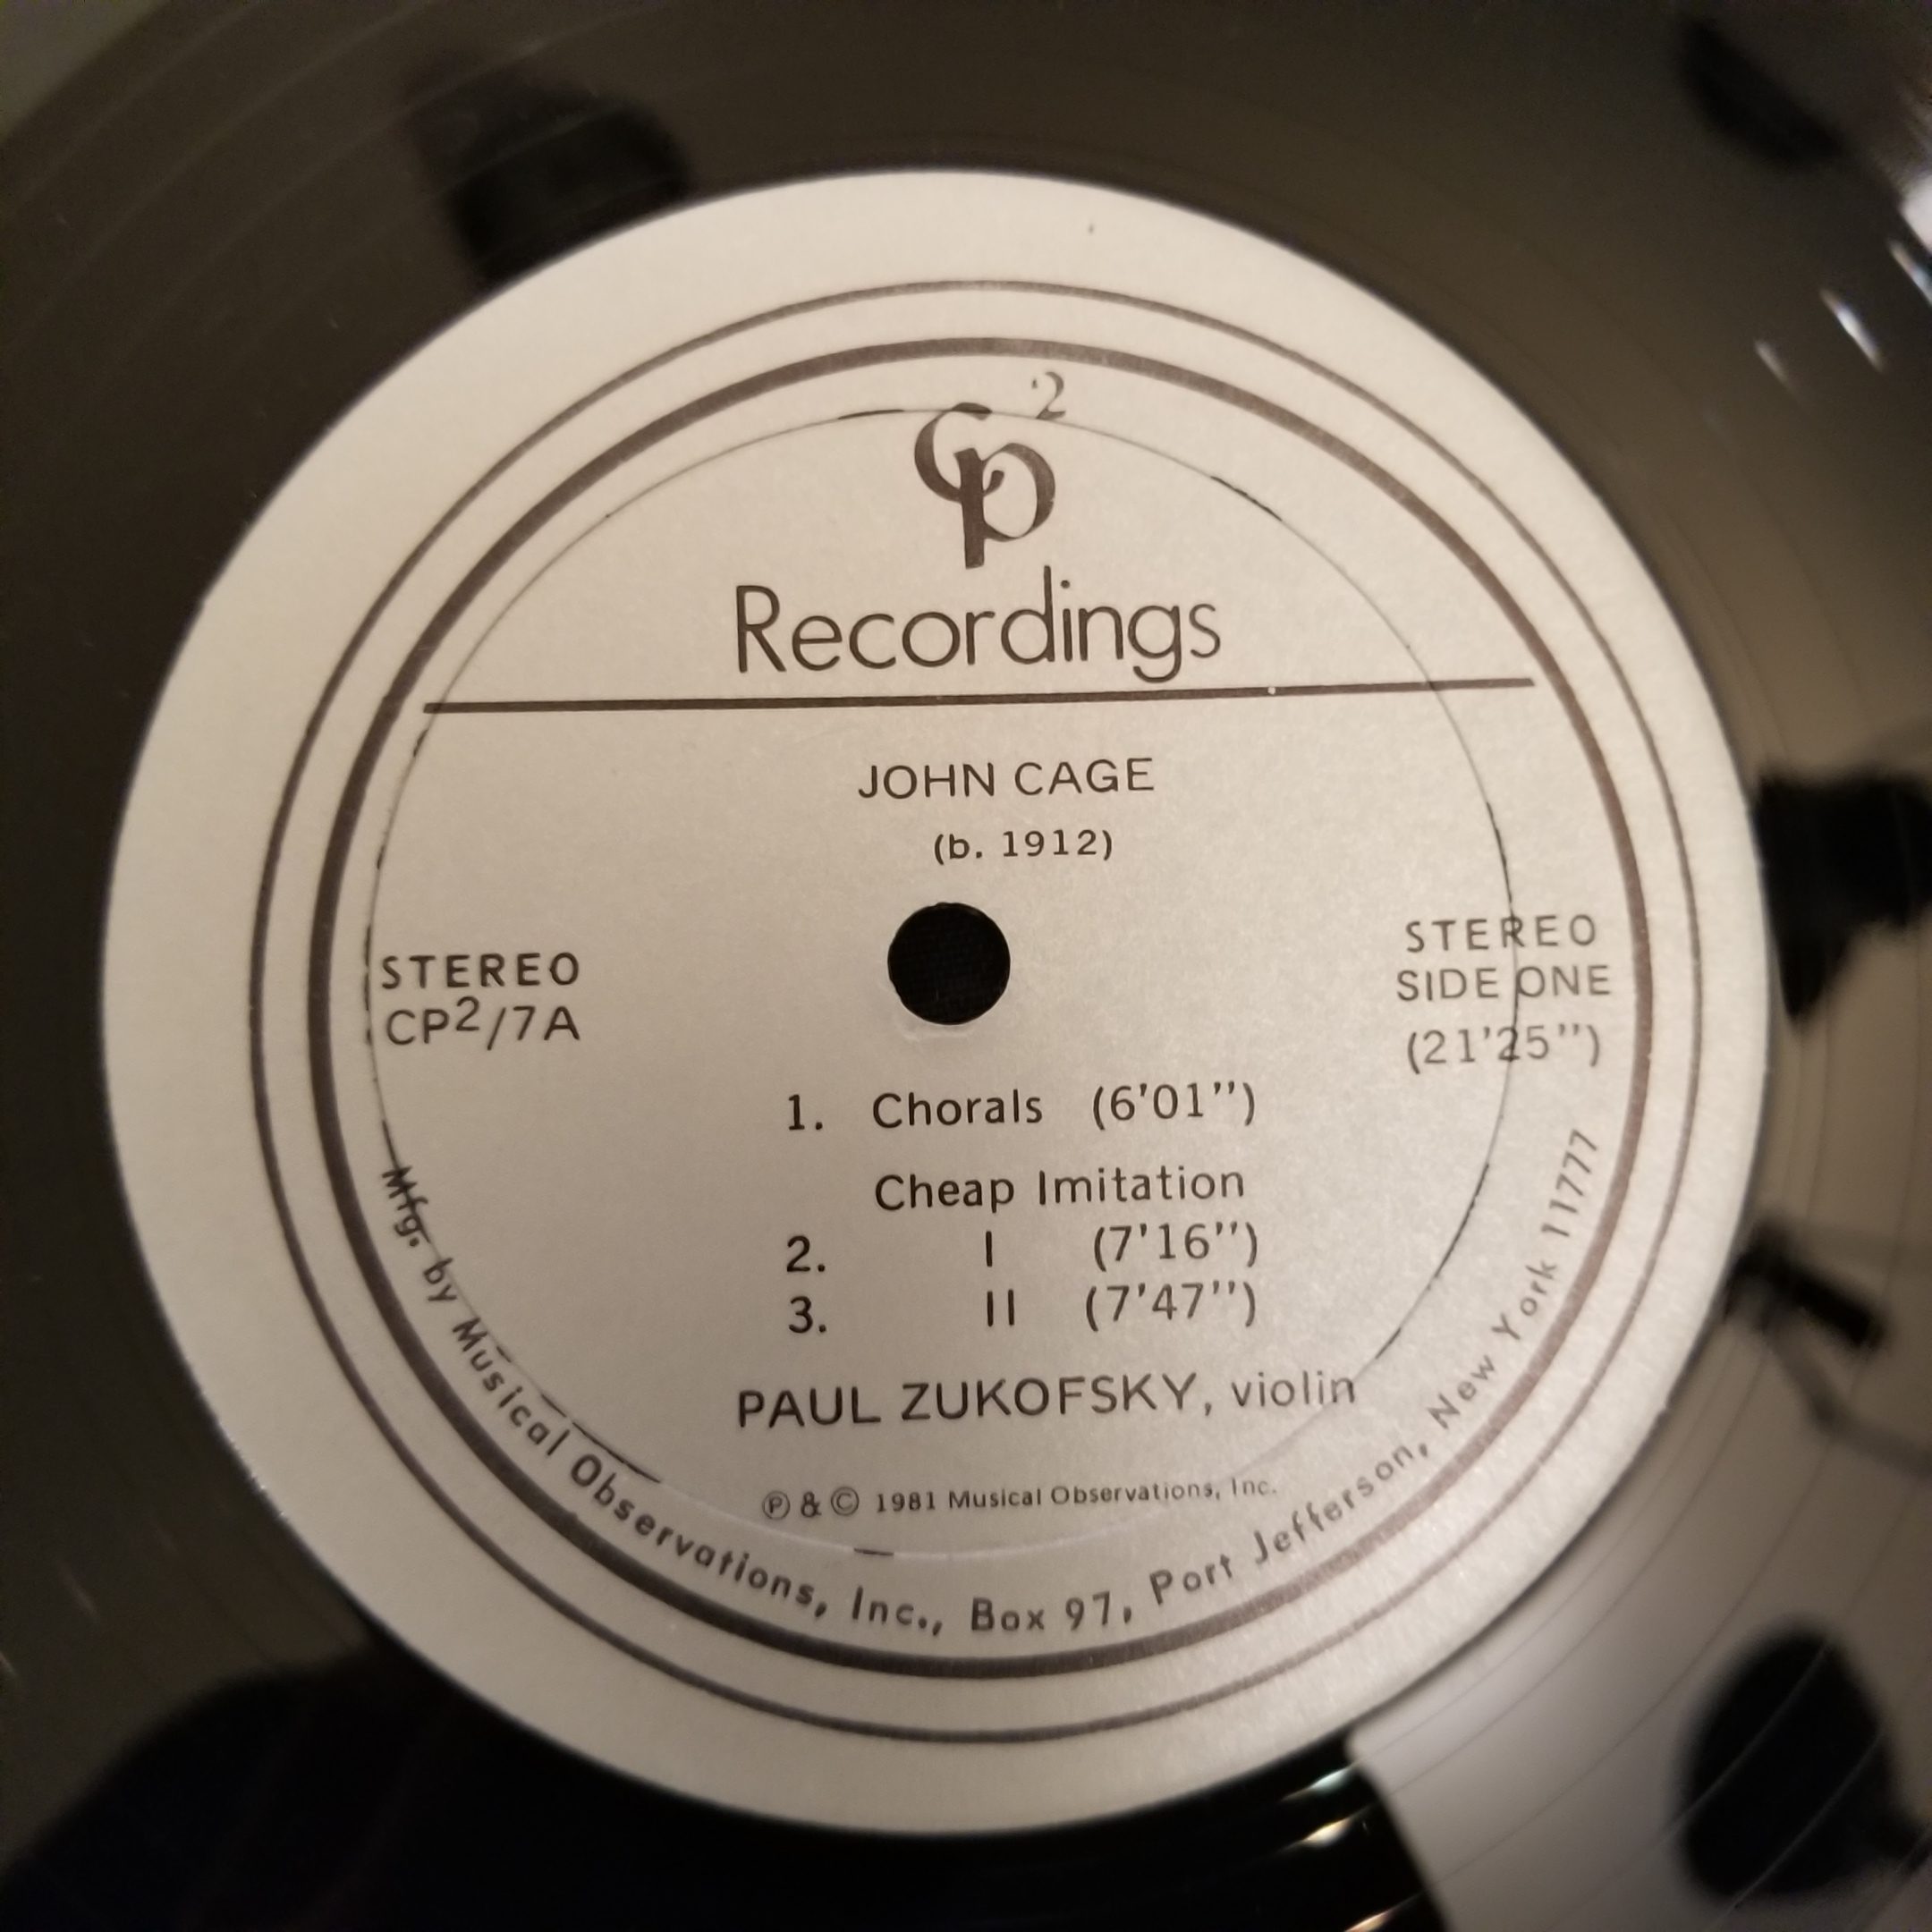 Cp²
Recordings
JOHN CAGE
(b. 1912)
STEREO
CP²/7A
STEREO
SIDE ONE
(21'25")
1. Chorals (6'01")
Cheap Imitation
2. I (7'16")
3. II (7'47")
PAUL ZUKOFSKY, violin
℗ & © 1981 Musical Observations, Inc.
Mfg. by Musical Observations, Inc., Box 97, Port Jefferson, New York 11777